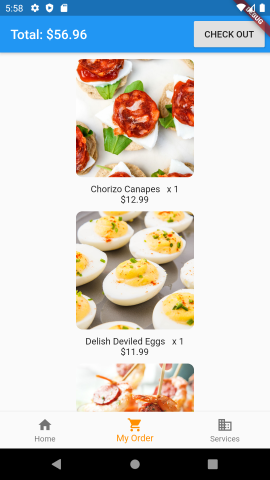 5:58
DEBUG
Total: $56.96
CHECK OUT
Chorizo Canapes x 1
$12.99
Delish Deviled Eggs x 1
$11.99
Home
My Order
Services